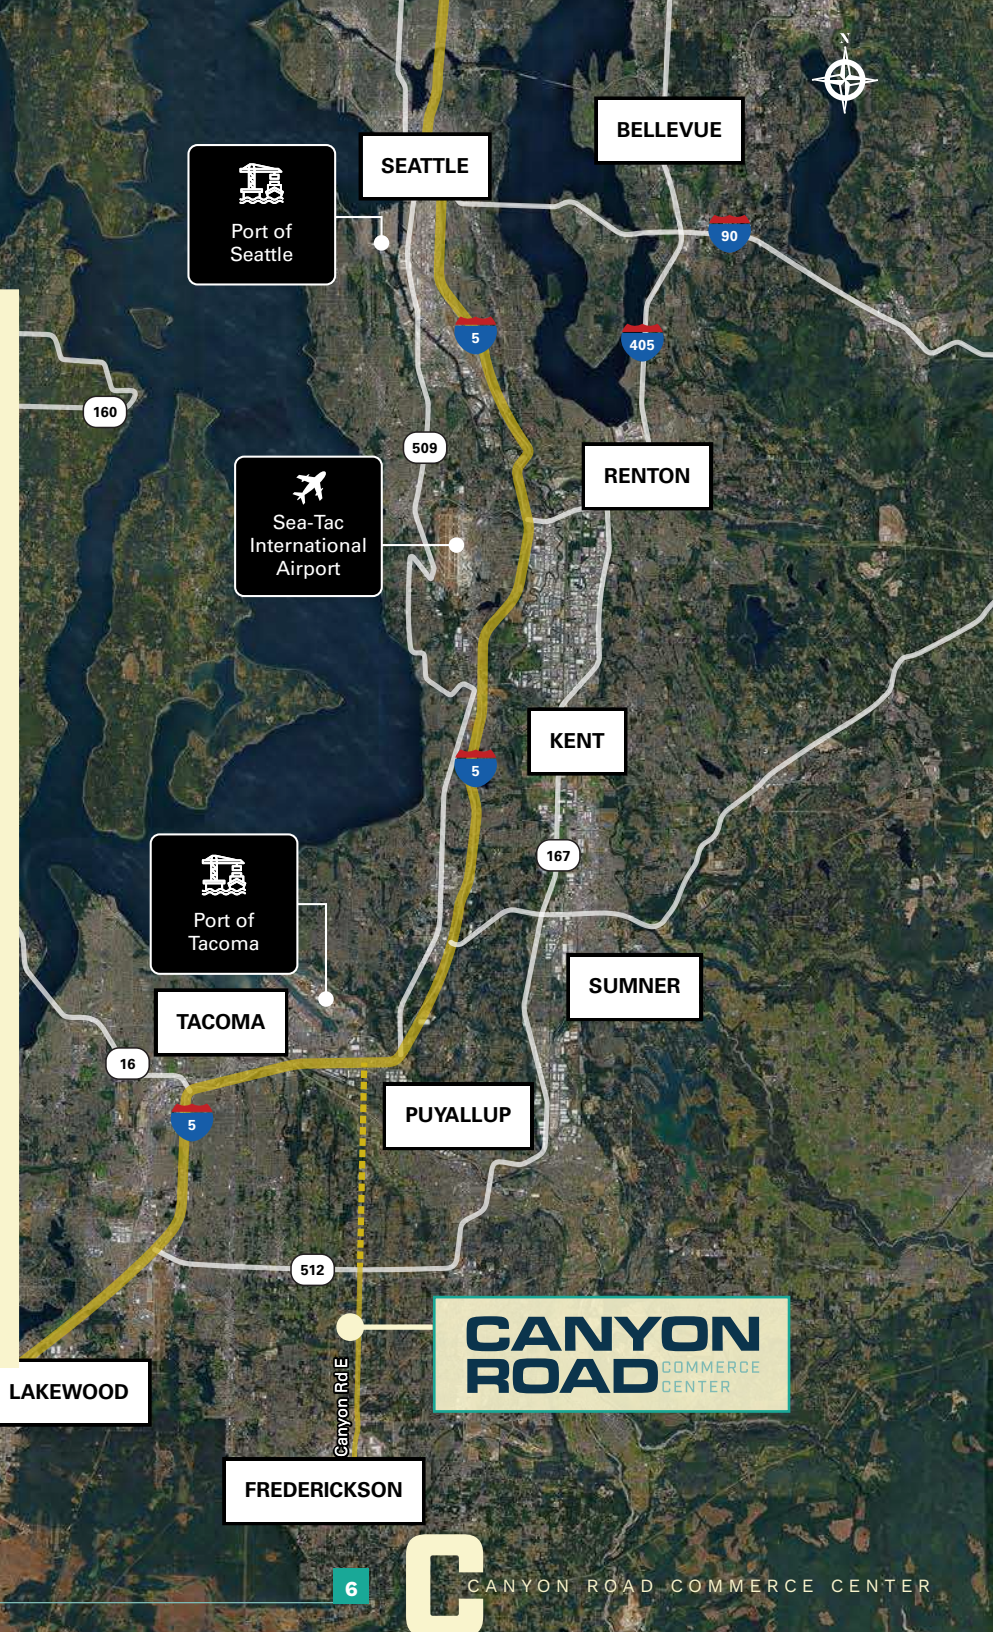 N
BELLEVUE
SEATTLE
Port of
Seattle
90
5
405
160
509
RENTON
Sea-Tac
International
Airport
KENT
5
167
Port of
Tacoma
SUMNER
TACOMA
16
PUYALLUP
5
512
CANYON
ROAD
COMMERCE
CENTER
Canyon Rd E
LAKEWOOD
FREDERICKSON
6
C
CANYON ROAD COMMERCE CENTER